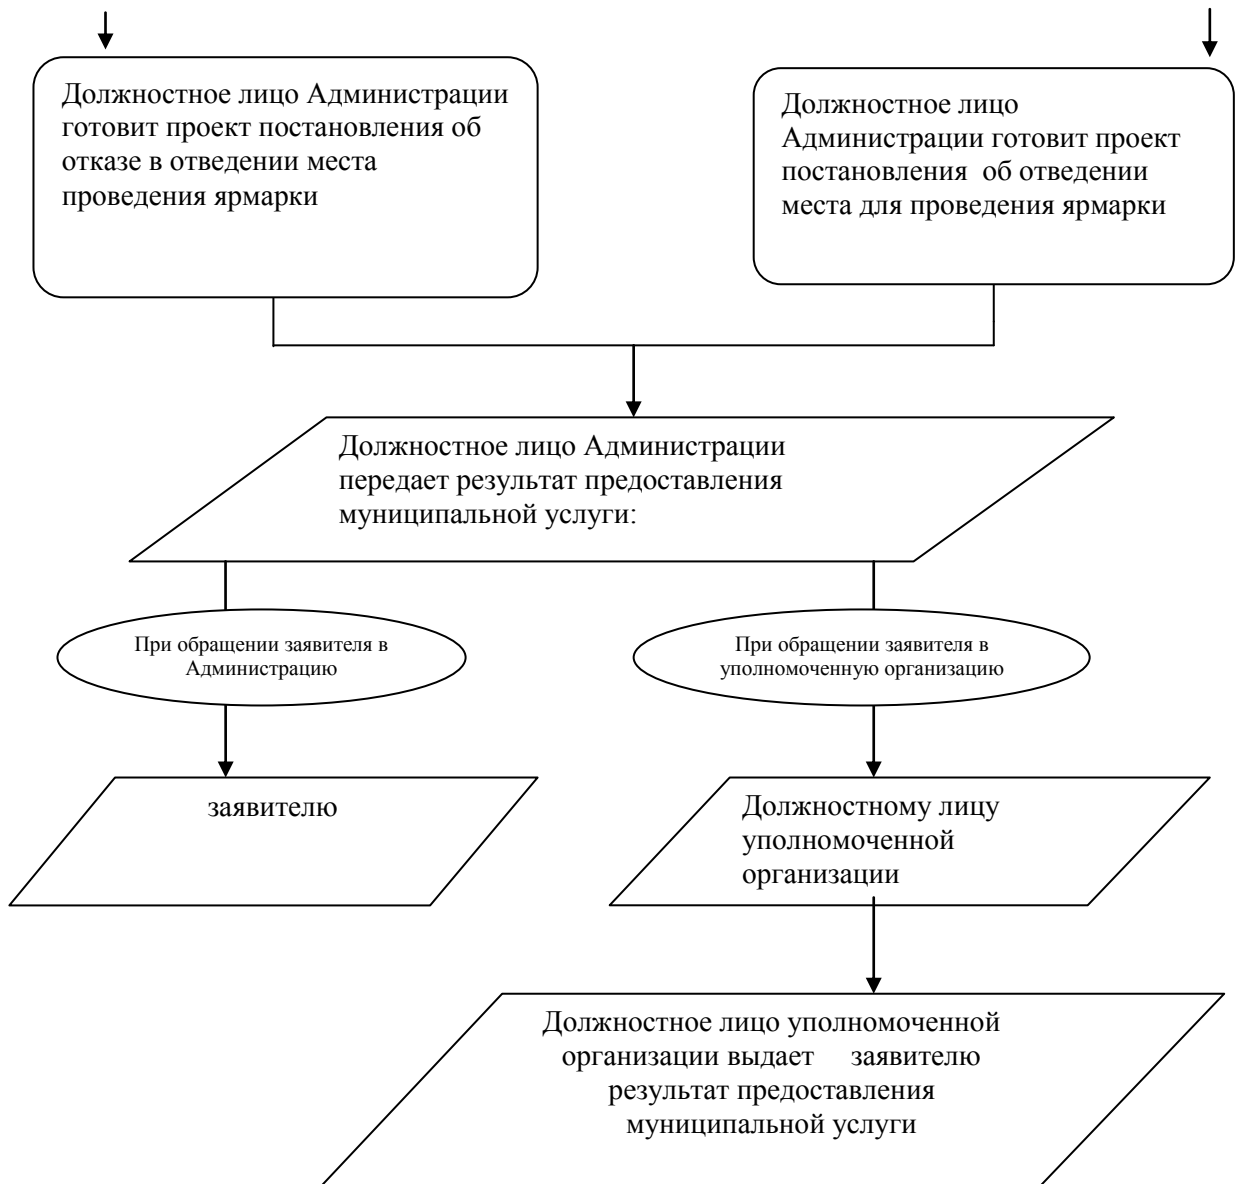 Должностное лицо Администрации
готовит проект постановления об
отказе в отведении места
проведения ярмарки
Должностное лицо
Администрации готовит проект
постановления об отведении
места для проведения ярмарки
Должностное лицо Администрации
передает результат предоставления
муниципальной услуги:
При обращении заявителя в
Администрацию
При обращении заявителя в
уполномоченную организацию
заявителю
Должностному лицу
уполномоченной
организации
Должностное лицо уполномоченной
организации выдает заявителю
результат предоставления
муниципальной услуги